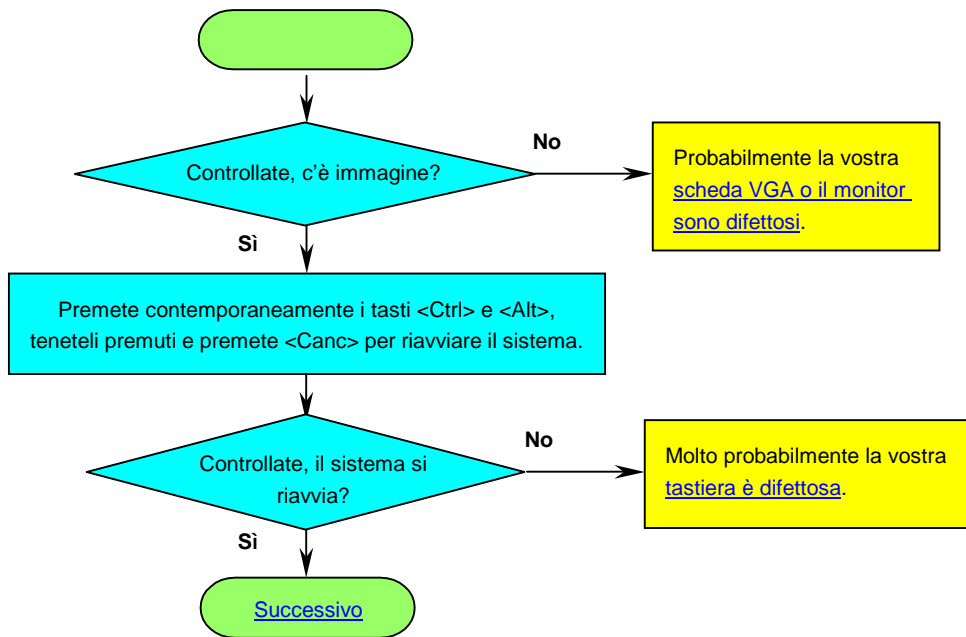 Controllate, c'è immagine?
No
Probabilmente la vostra
scheda VGA o il monitor
sono difettosi.
Sì
Premete contemporaneamente i tasti <Ctrl> e <Alt>,
teneteli premuti e premete <Canc> per riavviare il sistema.
Controllate, il sistema si
riavvia?
No
Molto probabilmente la vostra
tastiera è difettosa.
Sì
Successivo